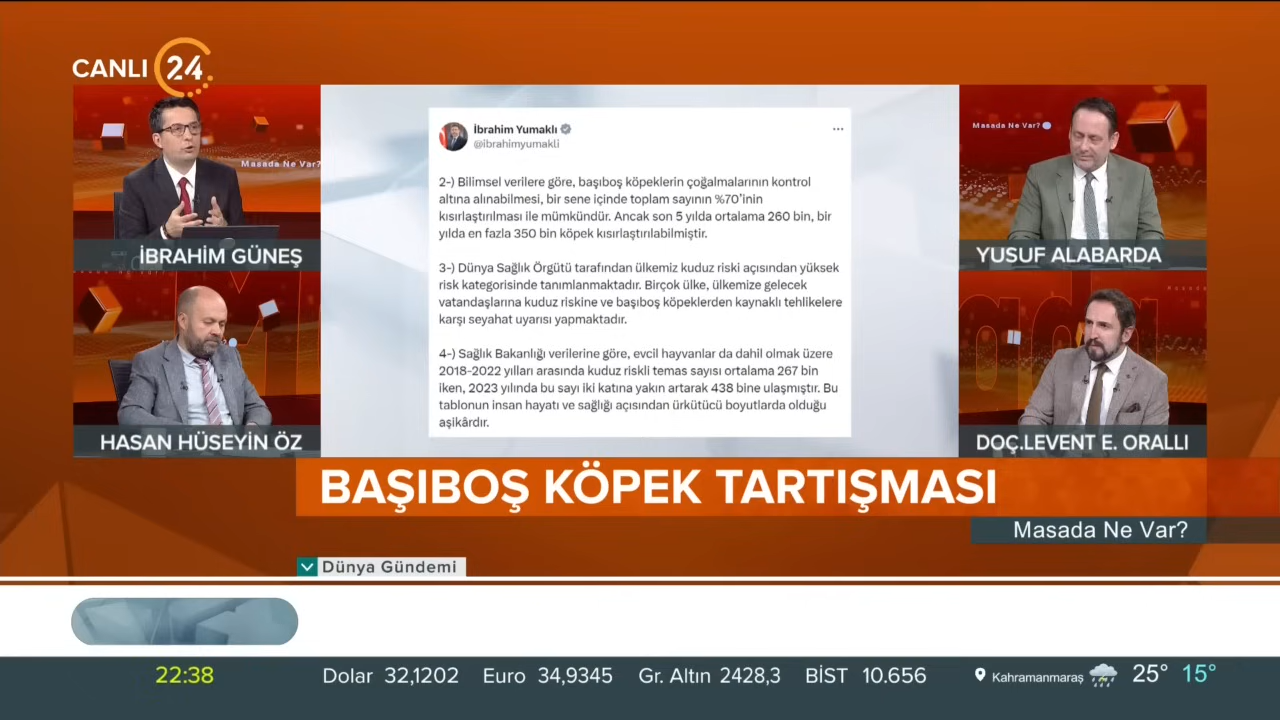 CANLI 24
Masada Ne Var?
İBRAHİM GÜNEŞ
HASAN HÜSEYİN ÖZ
İbrahim Yumaklı
@ibrahimyumakli
2-) Bilimsel verilere göre, başıboş köpeklerin çoğalmalarının kontrol
altına alınabilmesi, bir sene içinde toplam sayının %70'inin
kısırlaştırılması ile mümkündür. Ancak son 5 yılda ortalama 260 bin, bir
yılda en fazla 350 bin köpek kısırlaştırılabilmiştir.
3-) Dünya Sağlık Örgütü tarafından ülkemiz kuduz riski açısından yüksek
risk kategorisinde tanımlanmaktadır. Birçok ülke, ülkemize gelecek
vatandaşlarına kuduz riskine ve başıboş köpeklerden kaynaklı tehlikelere
karşı seyahat uyarısı yapmaktadır.
4-) Sağlık Bakanlığı verilerine göre, evcil hayvanlar da dahil olmak üzere
2018-2022 yılları arasında kuduz riskli temas sayısı ortalama 267 bin
iken, 2023 yılında bu sayı iki katına yakın artarak 438 bine ulaşmıştır. Bu
tablonun insan hayatı ve sağlığı açısından ürkütücü boyutlarda olduğu
aşikârdır.
Masada Ne Var?
YUSUF ALABARDA
DOÇ.LEVENT E. ORALLI
BAŞIBOŞ KÖPEK TARTIŞMASI
Masada Ne Var?
Dünya Gündemi
22:38 Dolar 32,1202 Euro 34,9345 Gr. Altın 2428,3 BİST 10.656 Kahramanmaraş 25° 15°